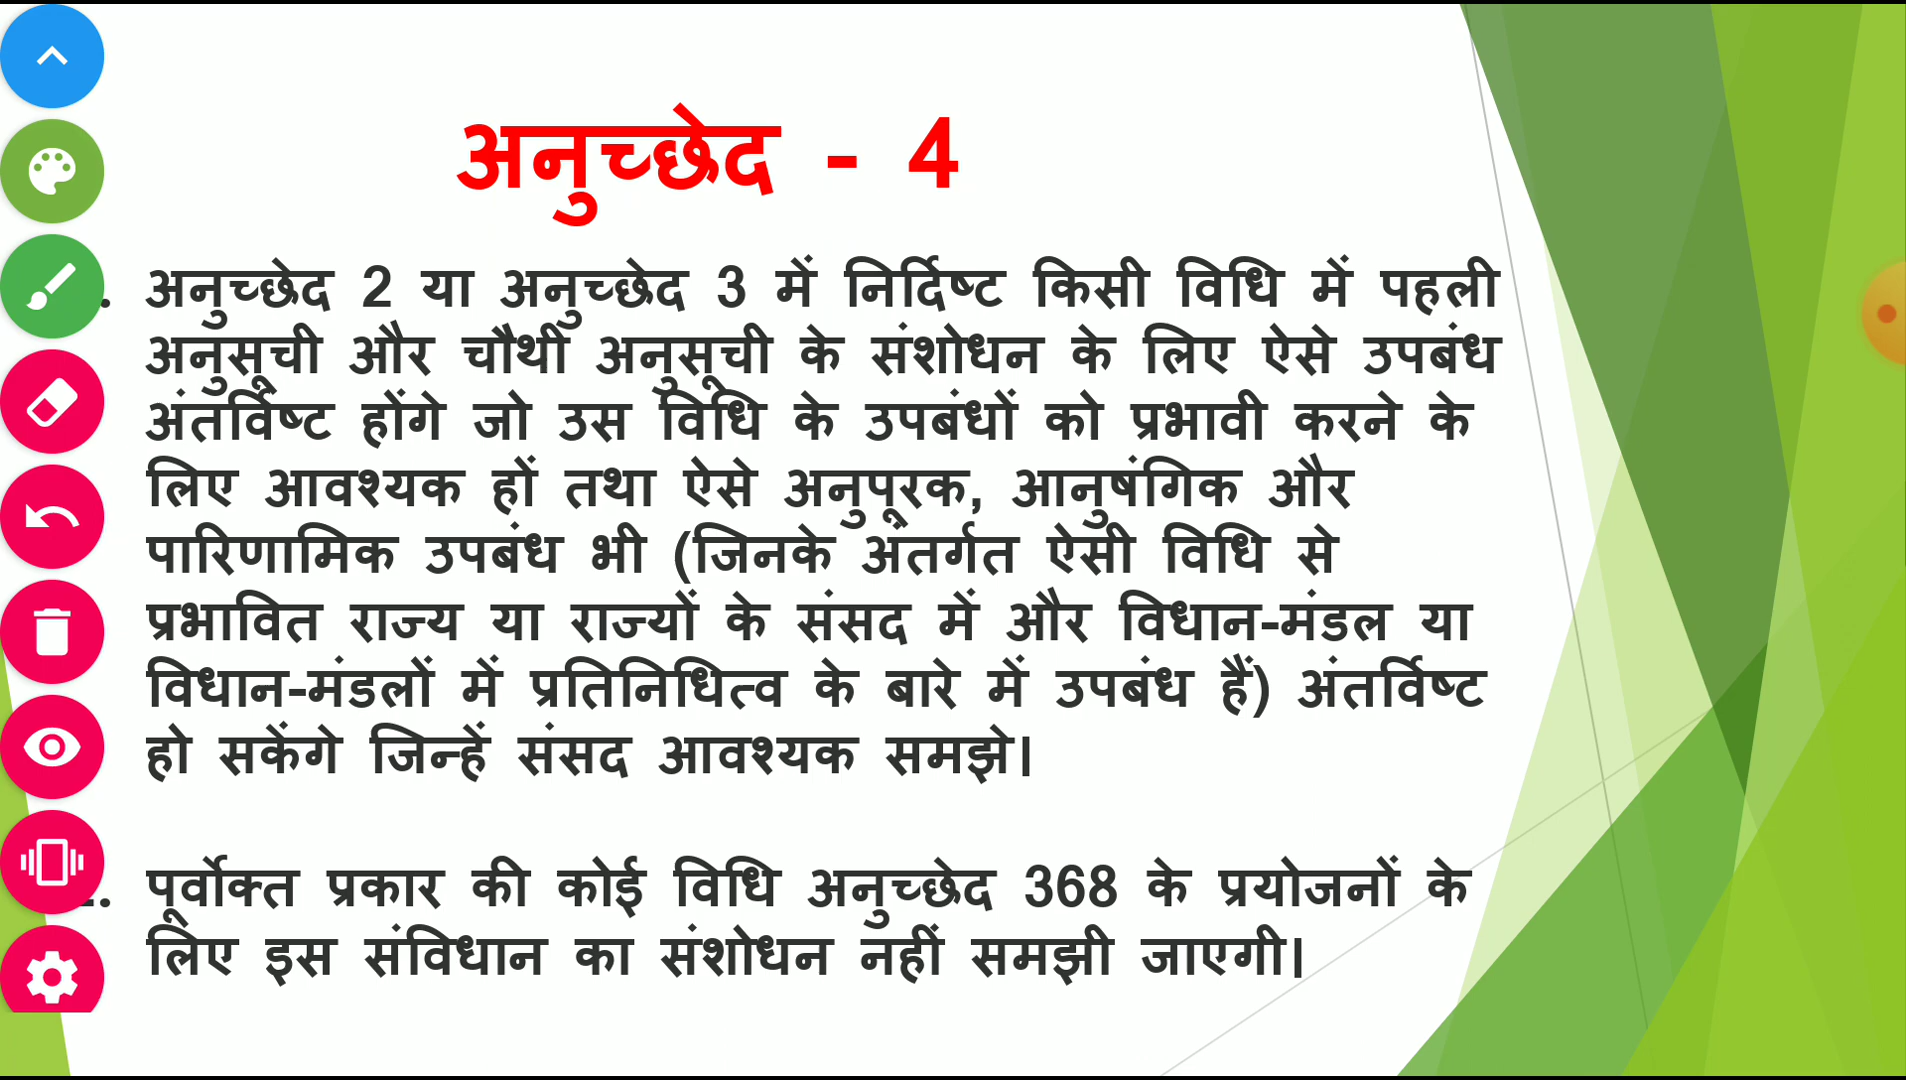 अनुच्छेद - 4
अनुच्छेद 2 या अनुच्छेद 3 में निर्दिष्ट किसी विधि में पहली
अनुसूची और चौथी अनुसूची के संशोधन के लिए ऐसे उपबंध
अंतर्विष्ट होंगे जो उस विधि के उपबंधों को प्रभावी करने के
लिए आवश्यक हों तथा ऐसे अनुपूरक, आनुषंगिक और
पारिणामिक उपबंध भी (जिनके अंतर्गत ऐसी विधि से
प्रभावित राज्य या राज्यों के संसद में और विधान-मंडल या
विधान-मंडलों में प्रतिनिधित्व के बारे में उपबंध हैं) अंतर्विष्ट
हो सकेंगे जिन्हें संसद आवश्यक समझे।
पूर्वोक्त प्रकार की कोई विधि अनुच्छेद 368 के प्रयोजनों के
लिए इस संविधान का संशोधन नहीं समझी जाएगी।